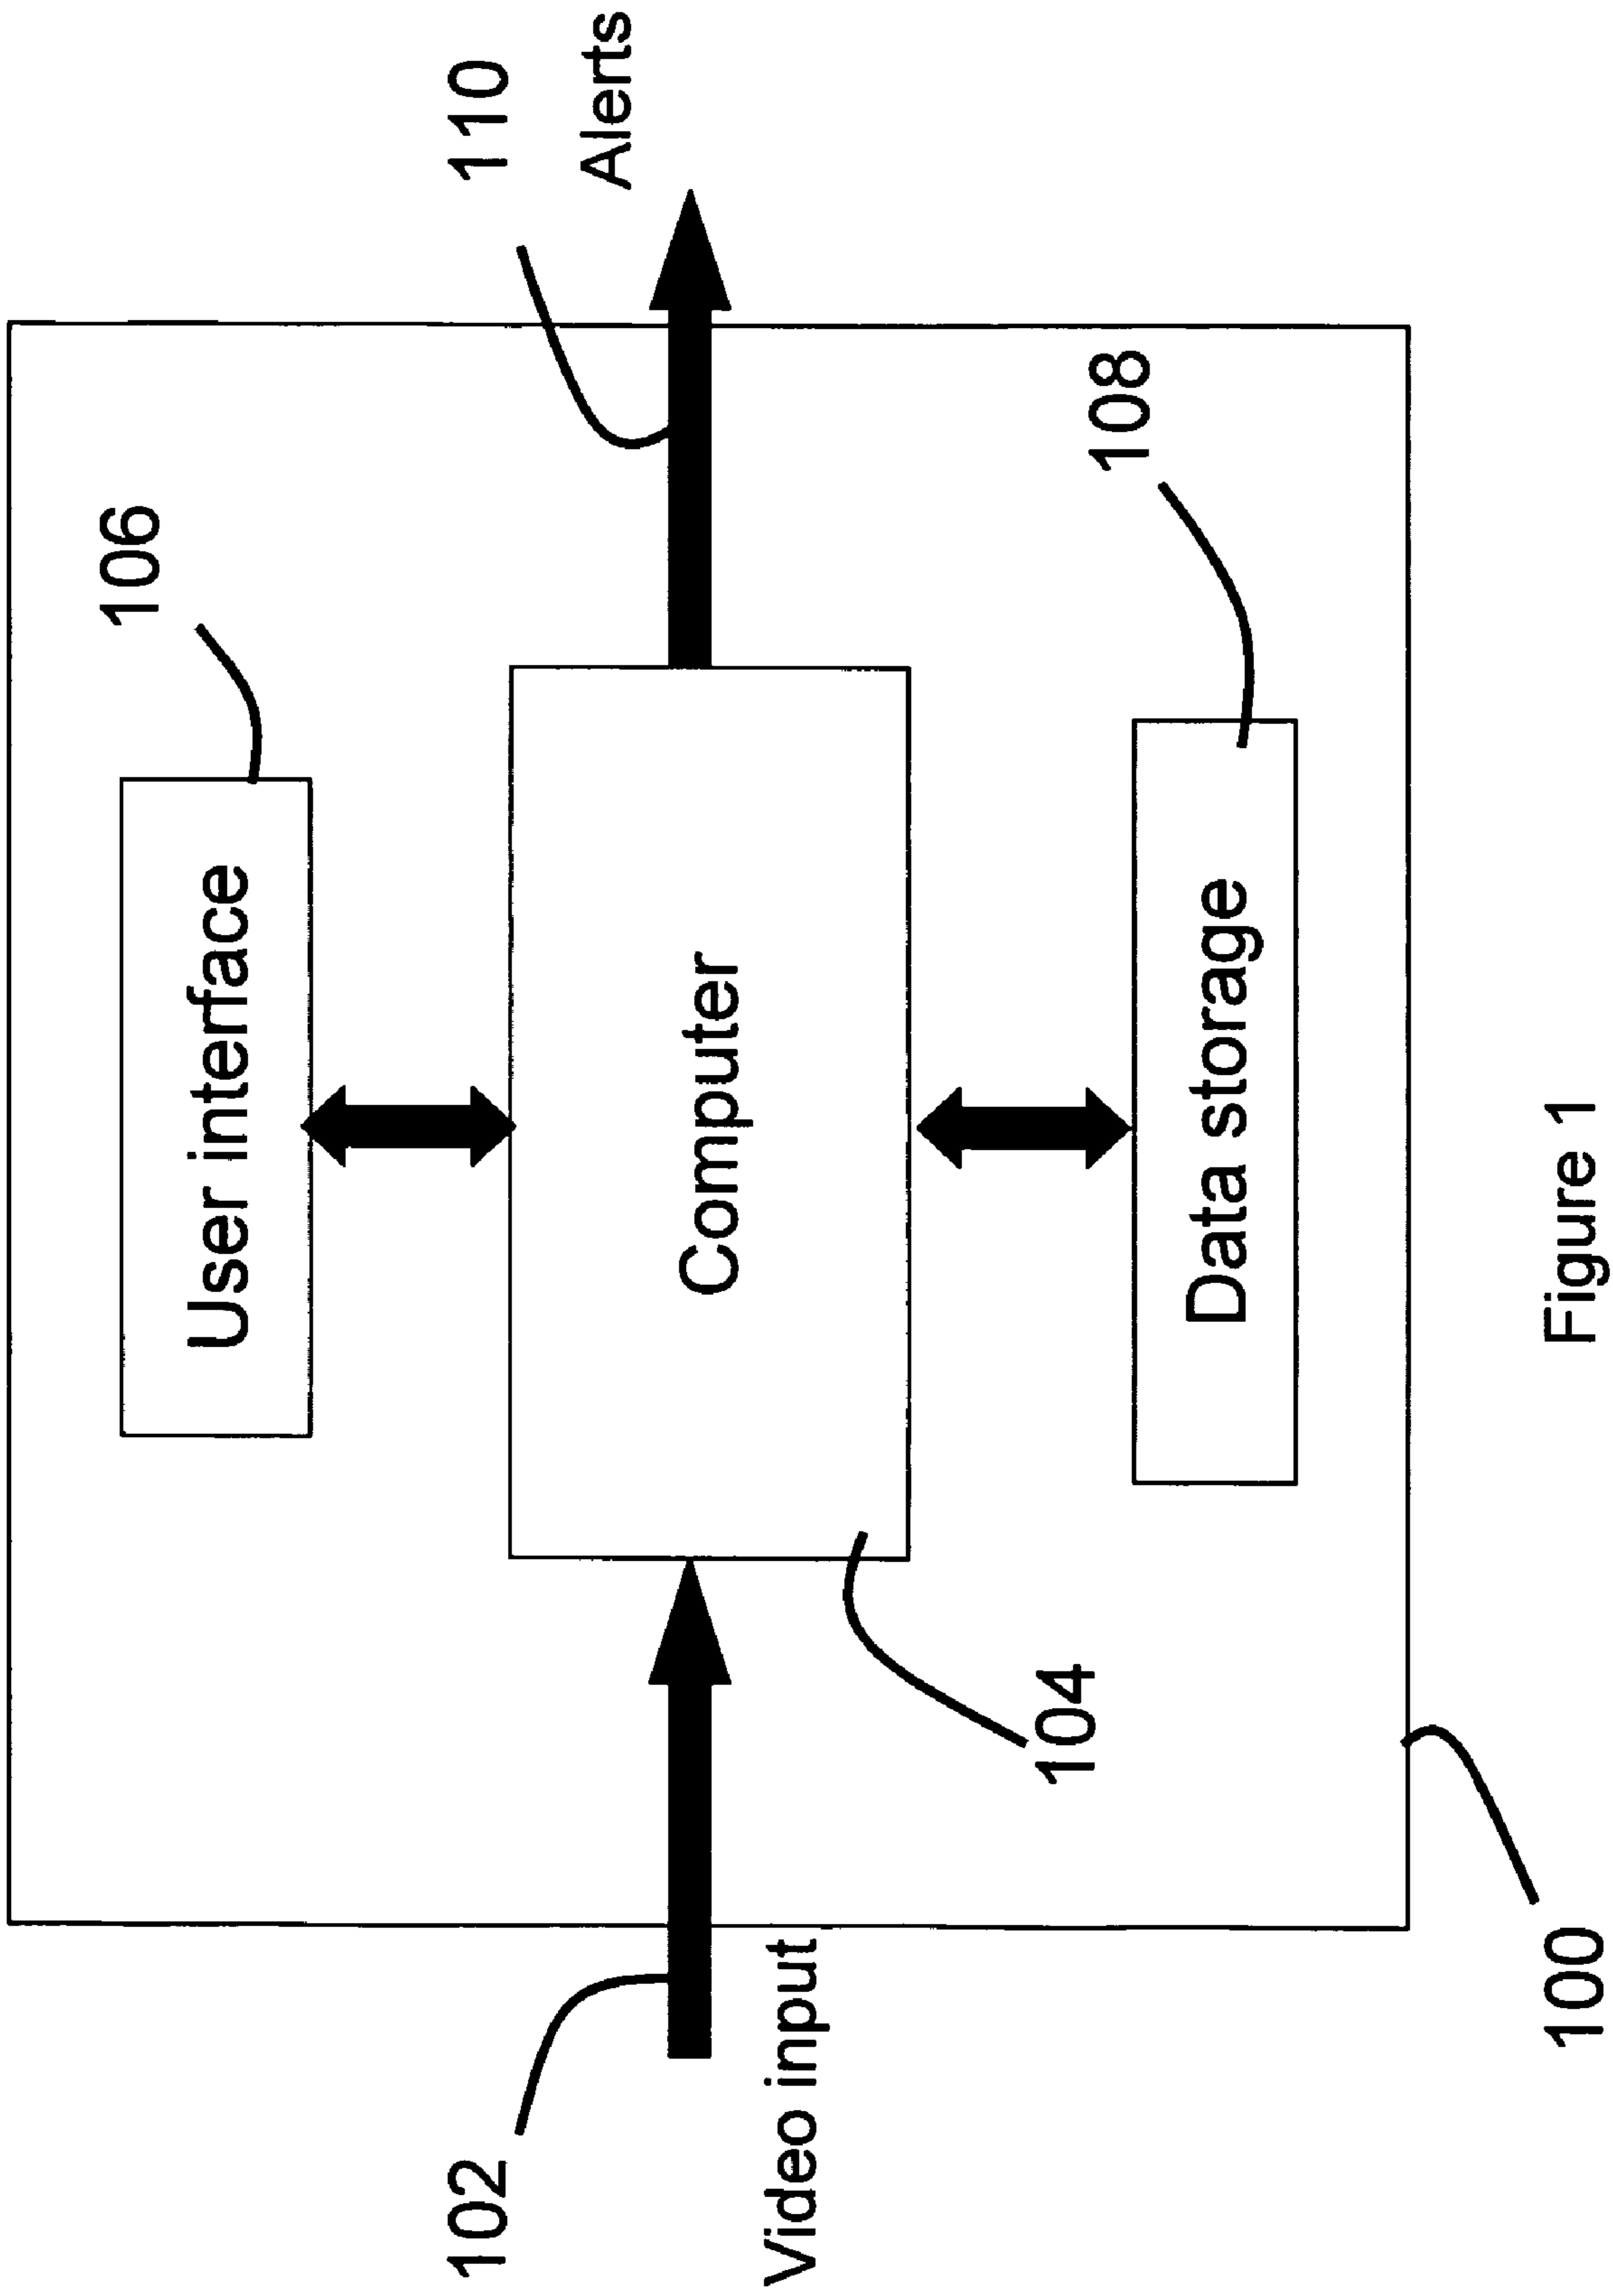 106
User interface
110
Alerts
102
Video input
Computer
104
108
Data storage
100
Figure 1